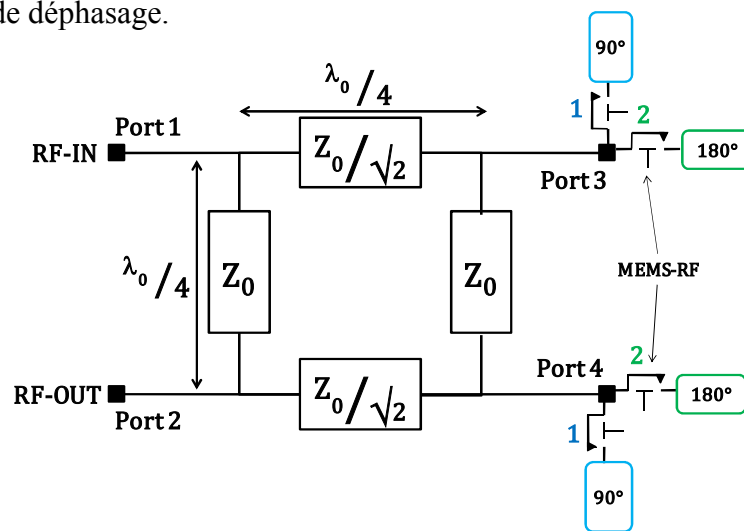 de déphasage.
90°
λ₀/4
1
2
Port 1
RF-IN
Z₀/√2
180°
Port 3
λ₀/4
Z₀
Z₀
MEMS-RF
Port 4
2
RF-OUT
Z₀/√2
180°
Port 2
1
90°